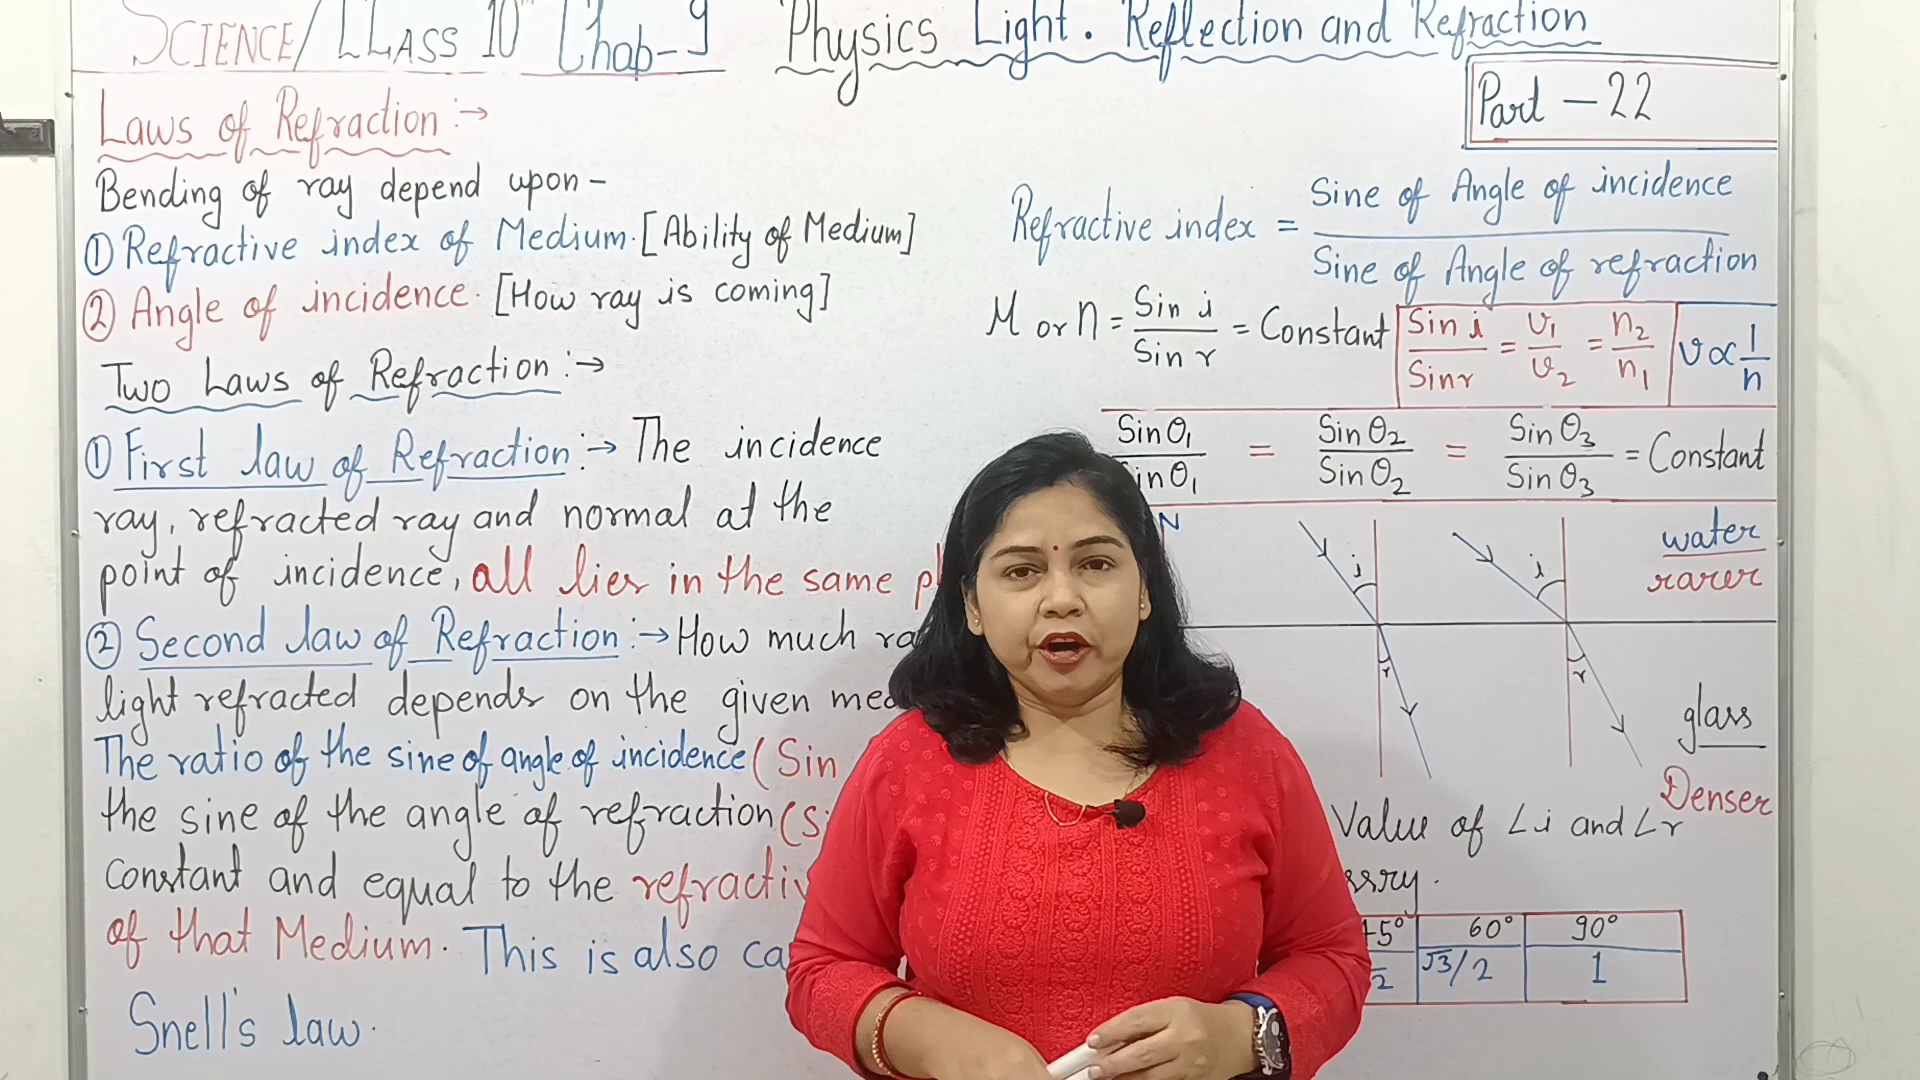 SCIENCE/CLASS 10th Chap-9 Physics Light. Reflection and Refraction
Part - 22
Laws of Refraction :→
Bending of ray depend upon -
① Refractive index of Medium. [Ability of Medium]
② Angle of incidence. [How ray is coming]
Two Laws of Refraction :→
① First law of Refraction :→ The incidence
ray, refracted ray and normal at the
point of incidence, all lies in the same
② Second law of Refraction :→ How much
light refracted depends on the given
The ratio of the sine of angle of incidence (Sin
the sine of the angle of refraction (
constant and equal to the
of that Medium. This is also
Snell's law.
Refractive index = Sine of Angle of incidence / Sine of Angle of refraction
M or n = Sin i / Sin r = Constant
Sin i / Sin r = v₁ / v₂ = n₂ / n₁
v ∝ 1 / n
Sin θ₁ / Sin θ₁ = Sin θ₂ / Sin θ₂ = Sin θ₃ / Sin θ₃ = Constant
N
i
i
water
rarer
r
r
glass
Denser
Value of ∠i and ∠r
60° 90°
√3/2 1